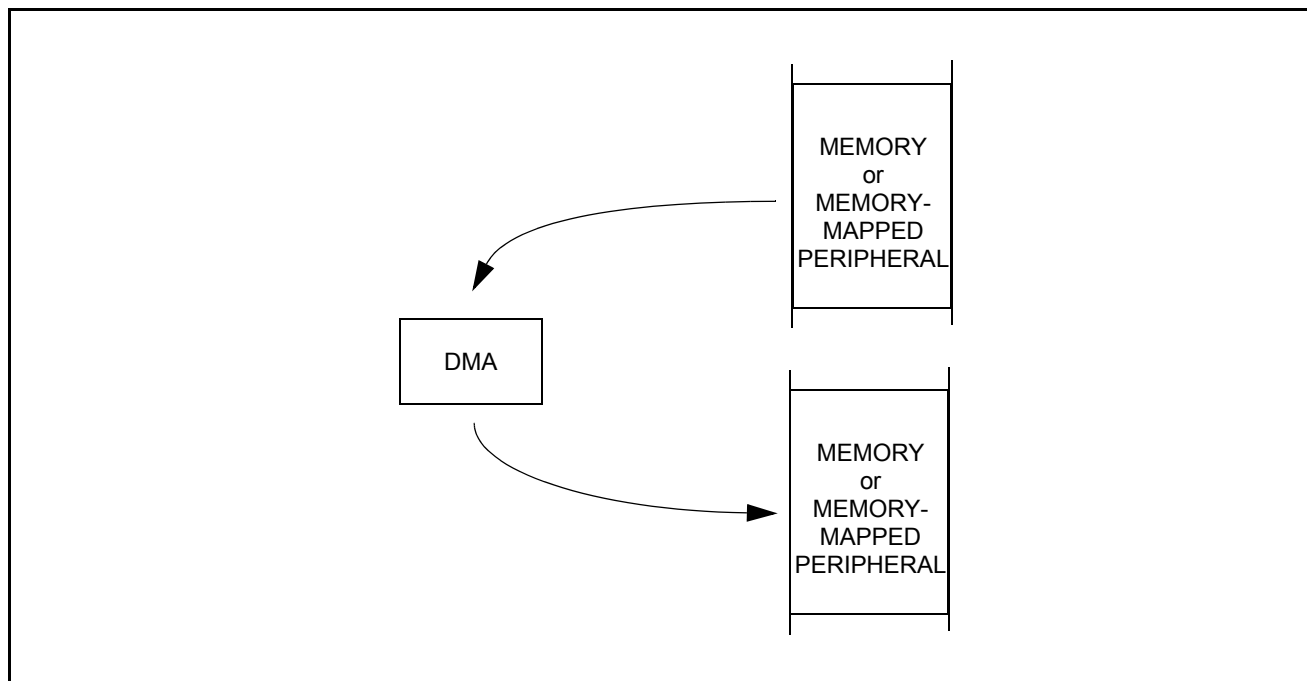 MEMORY
or
MEMORY-
MAPPED
PERIPHERAL
DMA
MEMORY
or
MEMORY-
MAPPED
PERIPHERAL